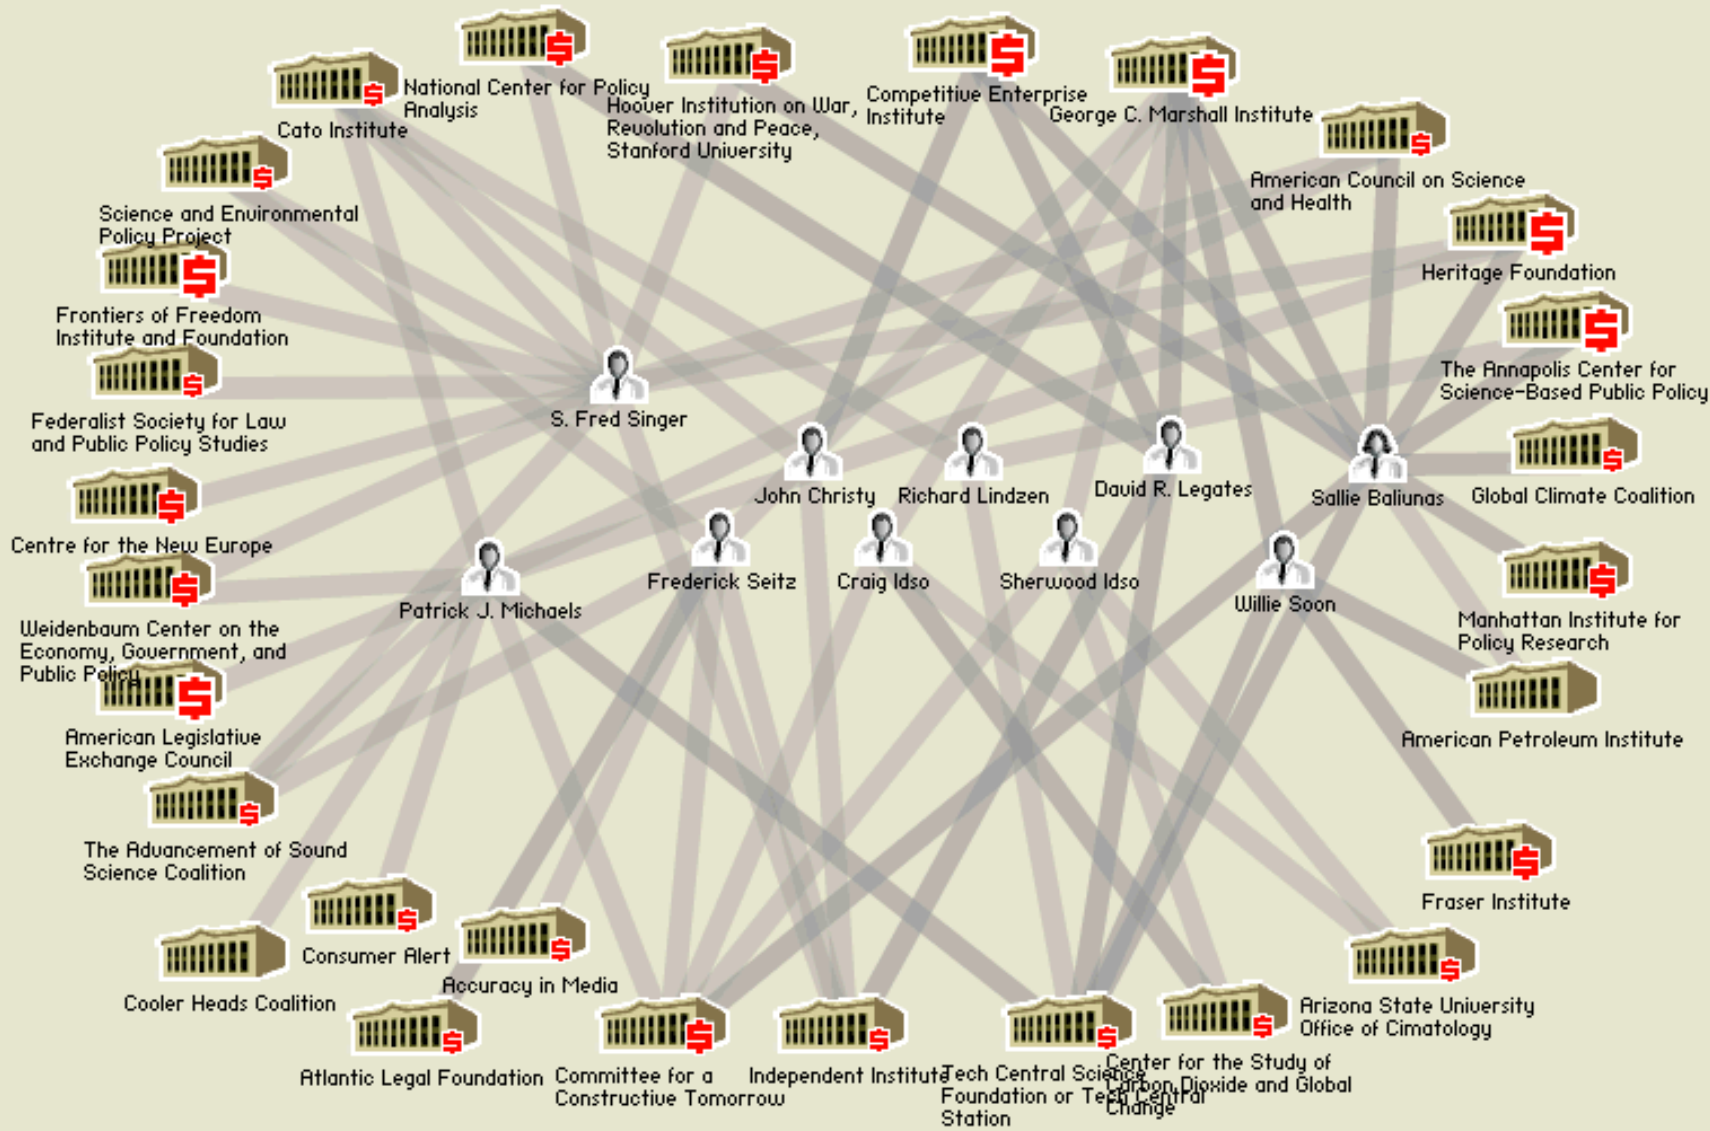 National Center for Policy
Analysis
Cato Institute
Hoover Institution on War,
Revolution and Peace,
Stanford University
Competitive Enterprise
Institute
George C. Marshall Institute
American Council on Science
and Health
Science and Environmental
Policy Project
Heritage Foundation
Frontiers of Freedom
Institute and Foundation
The Annapolis Center for
Science-Based Public Policy
Federalist Society for Law
and Public Policy Studies
S. Fred Singer
John Christy
Richard Lindzen
David R. Legates
Sallie Baliunas
Global Climate Coalition
Centre for the New Europe
Patrick J. Michaels
Frederick Seitz
Craig Idso
Sherwood Idso
Willie Soon
Weidenbaum Center on the
Economy, Government, and
Public Policy
Manhattan Institute for
Policy Research
American Legislative
Exchange Council
American Petroleum Institute
The Advancement of Sound
Science Coalition
Fraser Institute
Consumer Alert
Accuracy in Media
Cooler Heads Coalition
Arizona State University
Office of Cimatology
Atlantic Legal Foundation
Committee for a
Constructive Tomorrow
Independent Institute
Tech Central Science
Foundation or Tech Central
Station
Center for the Study of
Carbon Dioxide and Global
Change